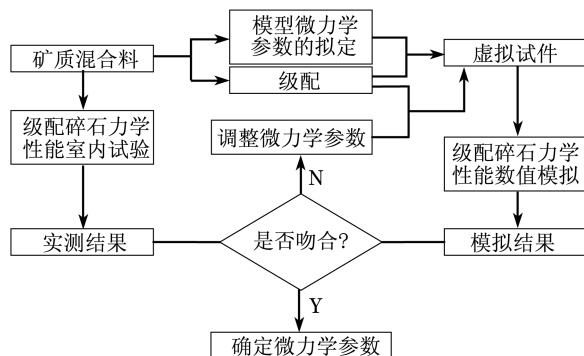 模型微力学
参数的拟定
矿质混合料
虚拟试件
级配
级配碎石力学
性能室内试验
调整微力学参数
级配碎石力学
性能数值模拟
N
实测结果
是否吻合?
模拟结果
Y
确定微力学参数